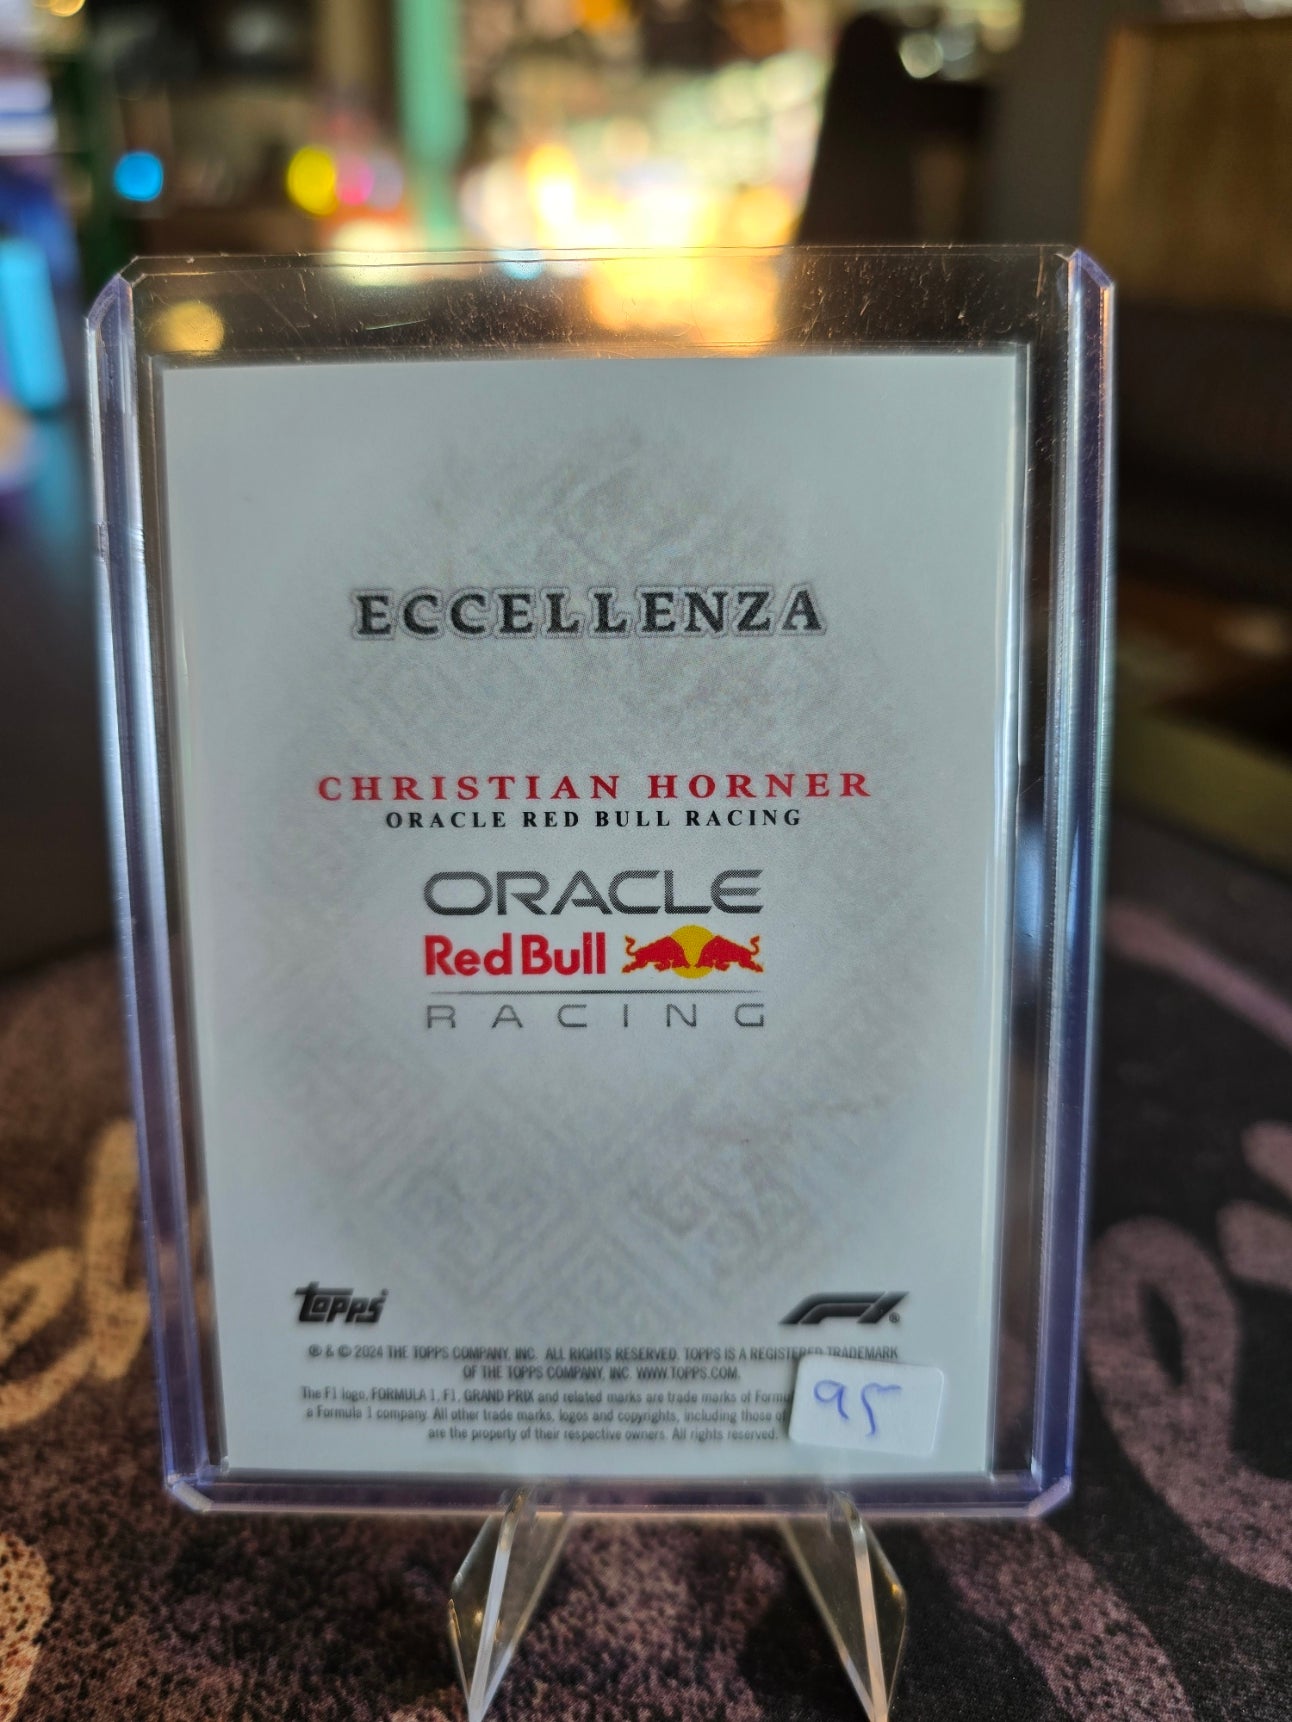 ECCELLENZA
CHRISTIAN HORNER
ORACLE RED BULL RACING
ORACLE
Red Bull
RACING
topps
F1
® & © 2024 THE TOPPS COMPANY, INC. ALL RIGHTS RESERVED. TOPPS IS A REGISTERED TRADEMARK
OF THE TOPPS COMPANY, INC. WWW.TOPPS.COM.
The F1 logo, FORMULA 1, F1, GRAND PRIX and related marks are trade marks of
a Formula 1 company. All other trade marks, logos and copyrights, including those
are the property of their respective owners. All rights reserved.
95